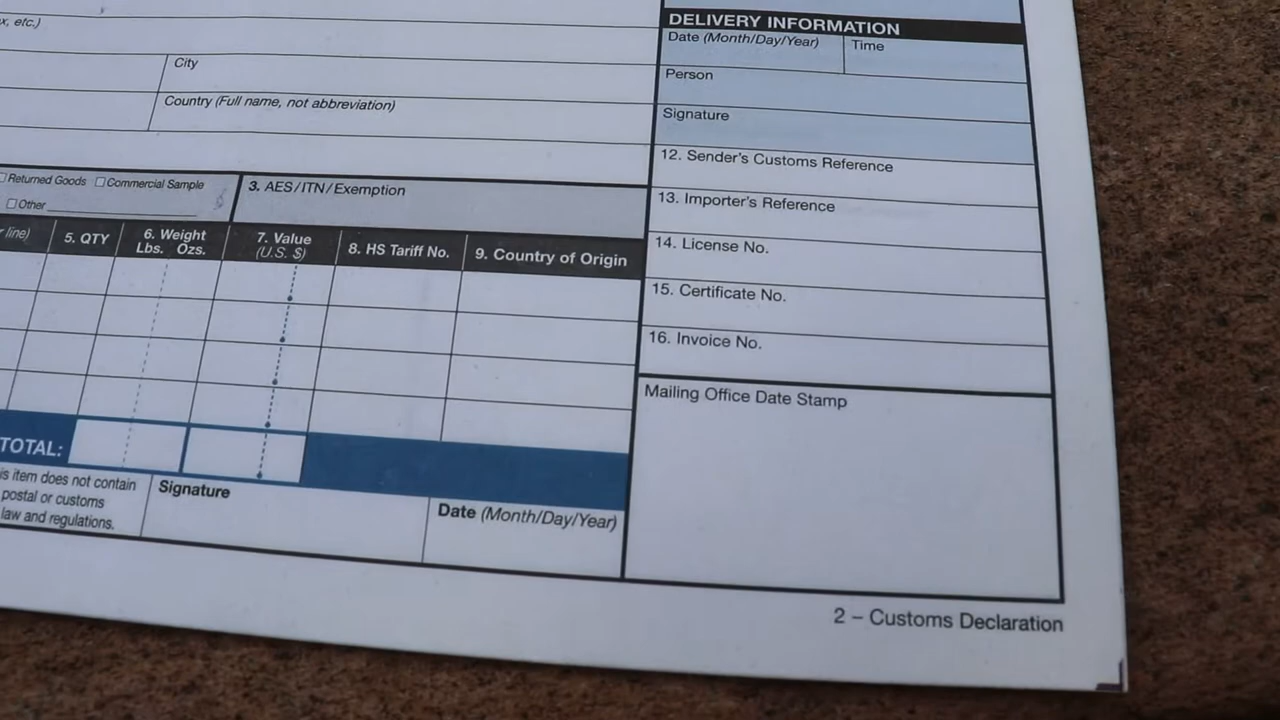 x, etc.)
City
Country (Full name, not abbreviation)
Returned Goods Commercial Sample
Other
3. AES/ITN/Exemption
line)
5. QTY
6. Weight
Lbs. Ozs.
7. Value
(U.S. $)
8. HS Tariff No.
9. Country of Origin
TOTAL:
is item does not contain
postal or customs
law and regulations.
Signature
Date (Month/Day/Year)
DELIVERY INFORMATION
Date (Month/Day/Year)
Time
Person
Signature
12. Sender's Customs Reference
13. Importer's Reference
14. License No.
15. Certificate No.
16. Invoice No.
Mailing Office Date Stamp
2 – Customs Declaration